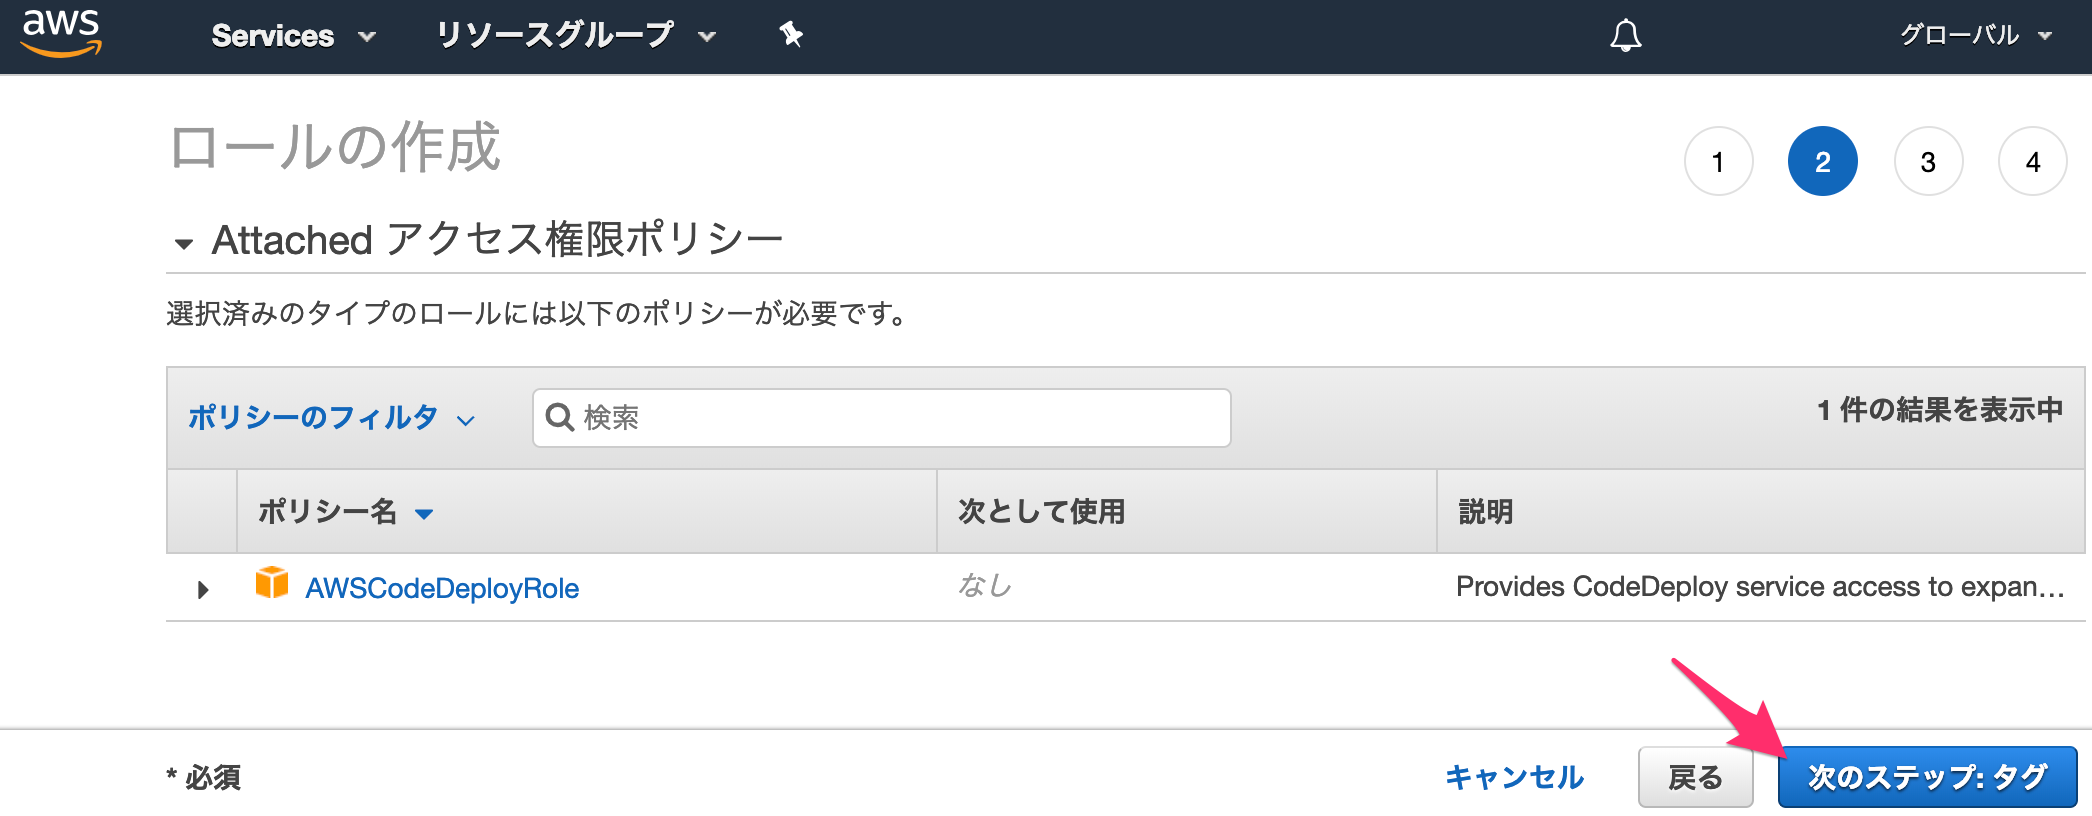 aws Services リソースグループ グローバル
ロールの作成 1 2 3 4
Attached アクセス権限ポリシー
選択済みのタイプのロールには以下のポリシーが必要です。
ポリシーのフィルタ 検索 1 件の結果を表示中
ポリシー名 次として使用 説明
AWSCodeDeployRole なし Provides CodeDeploy service access to expan...
* 必須 キャンセル 戻る 次のステップ: タグ